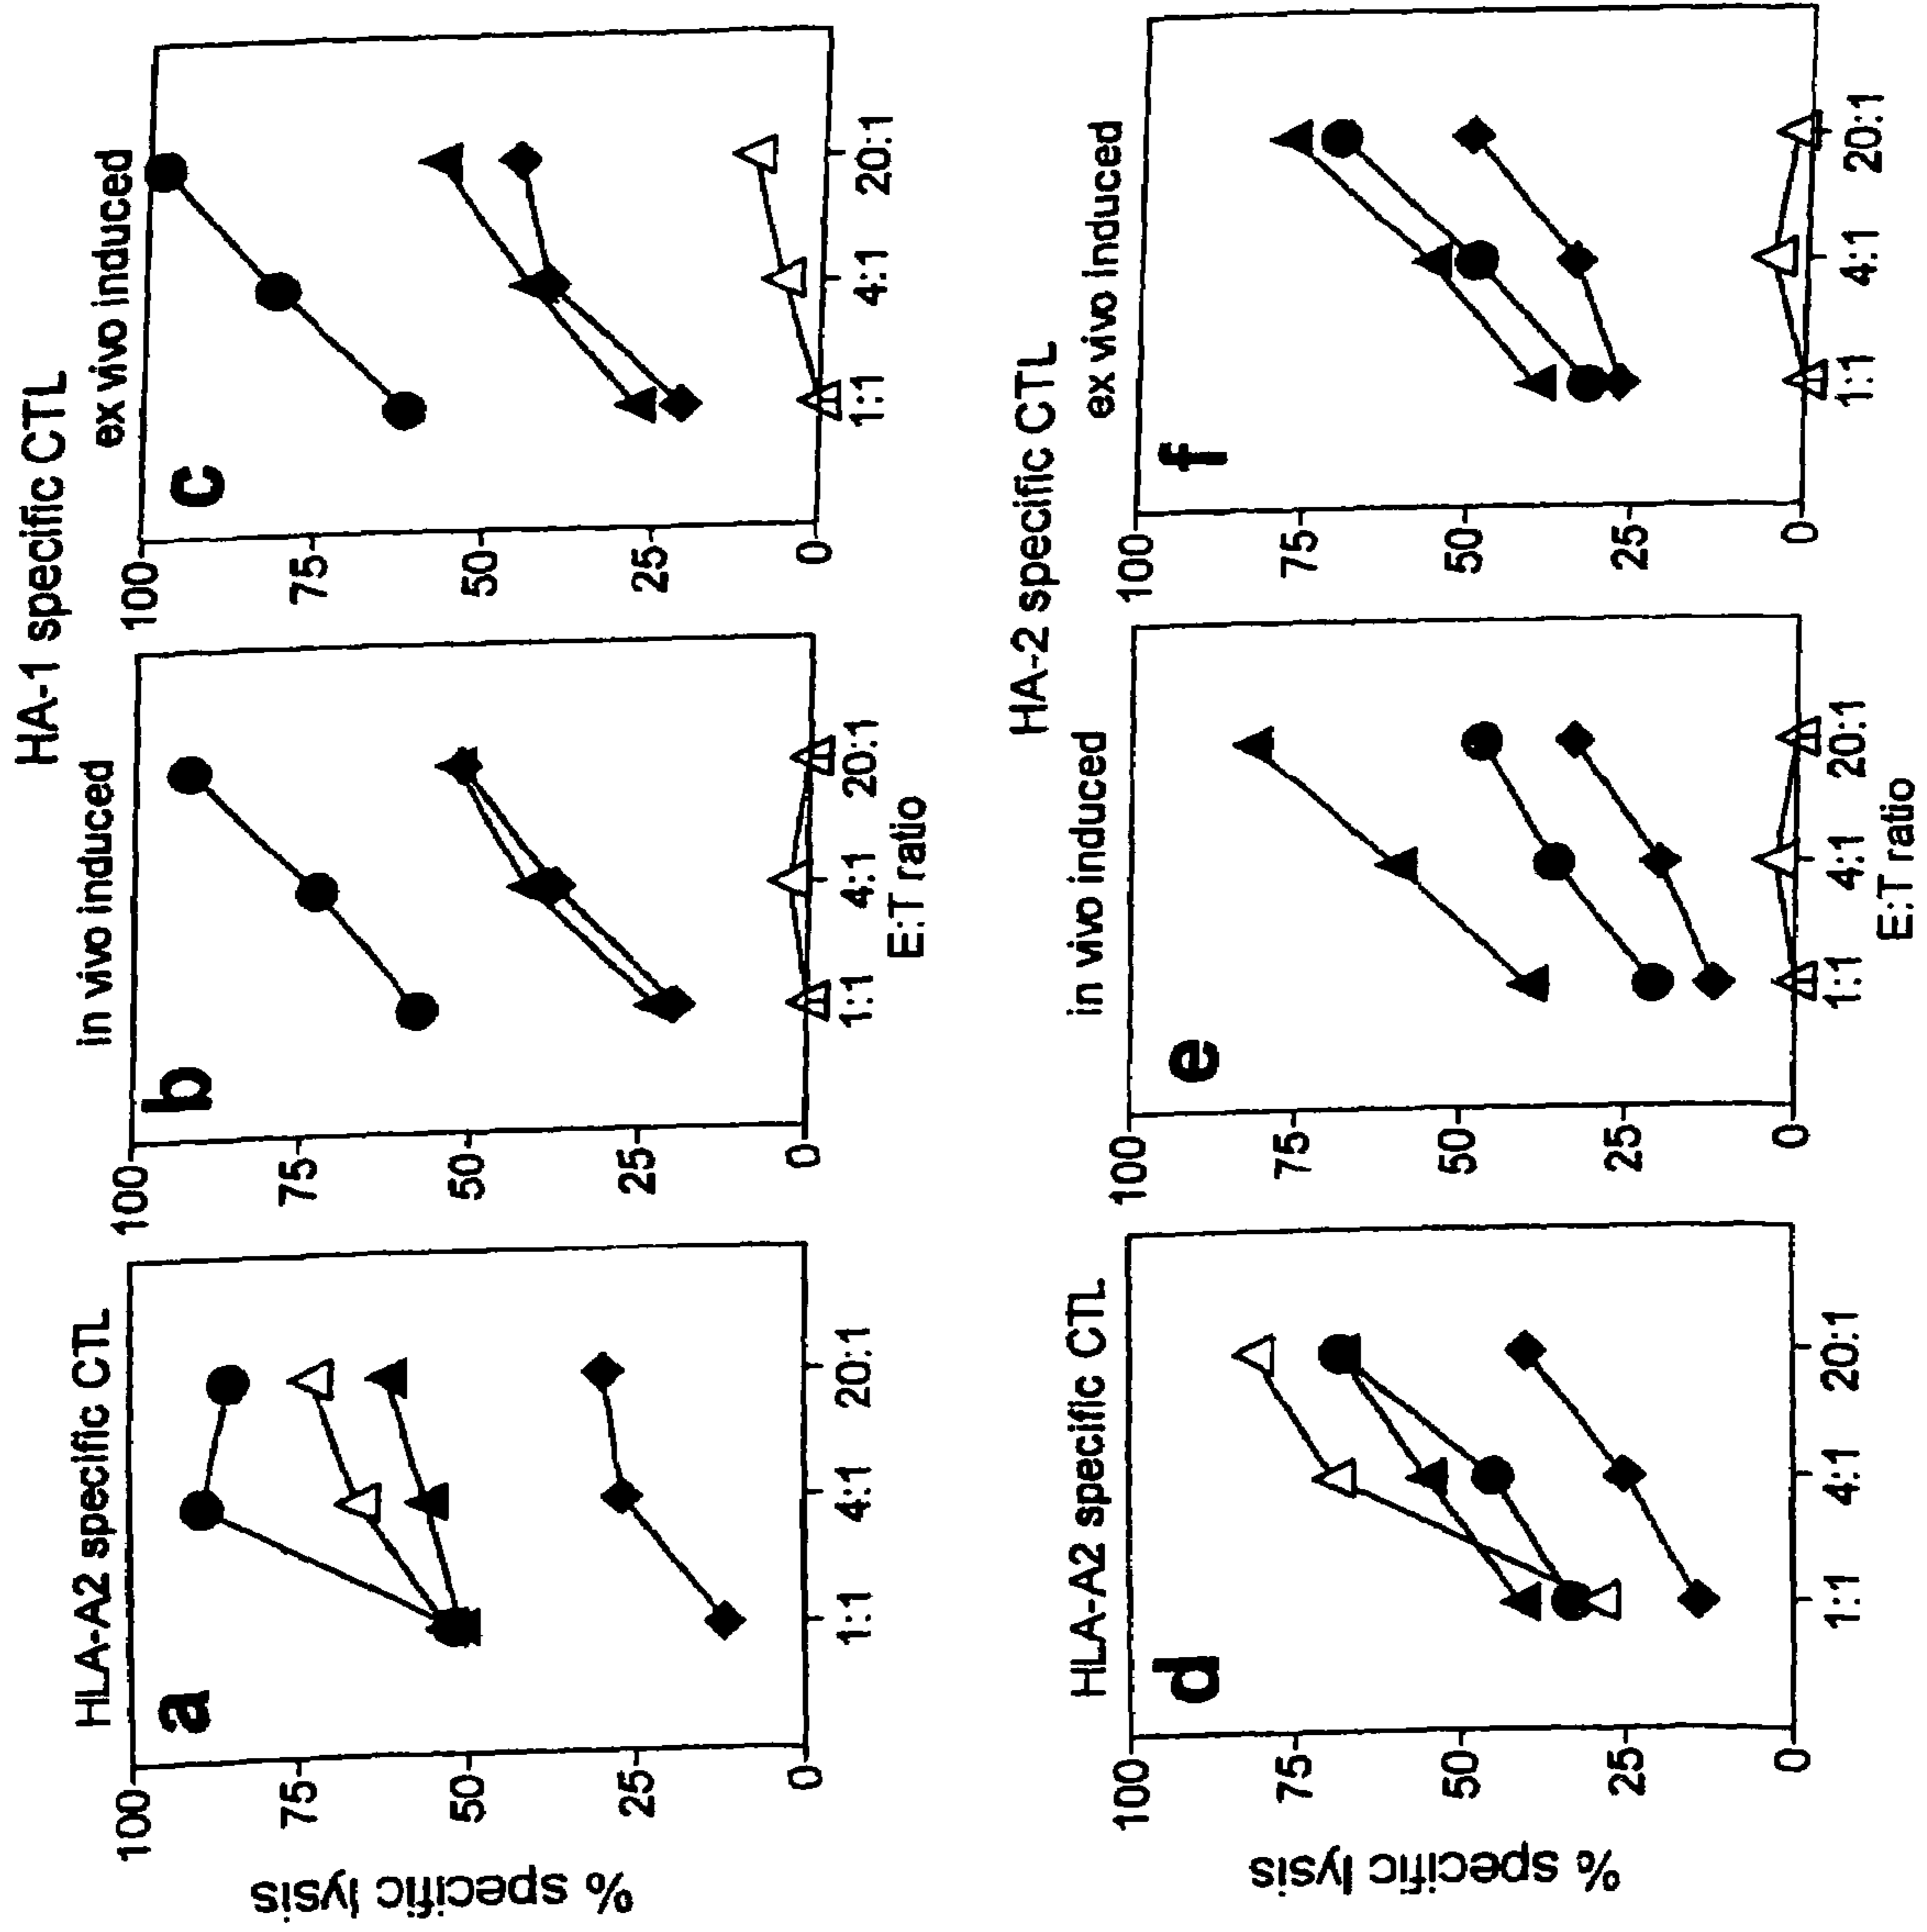 HA-1 specific CTL
HLA-A2 specific CTL
in vivo induced
ex vivo induced
a
b
c
% specific lysis
100
75
50
25
0
100
75
50
25
0
100
75
50
25
0
1:1 4:1 20:1
1:1 4:1 20:1
1:1 4:1 20:1
E:T ratio
HA-2 specific CTL
HLA-A2 specific CTL
in vivo induced
ex vivo induced
d
e
f
% specific lysis
100
75
50
25
0
100
75
50
25
0
100
75
50
25
0
1:1 4:1 20:1
1:1 4:1 20:1
1:1 4:1 20:1
E:T ratio